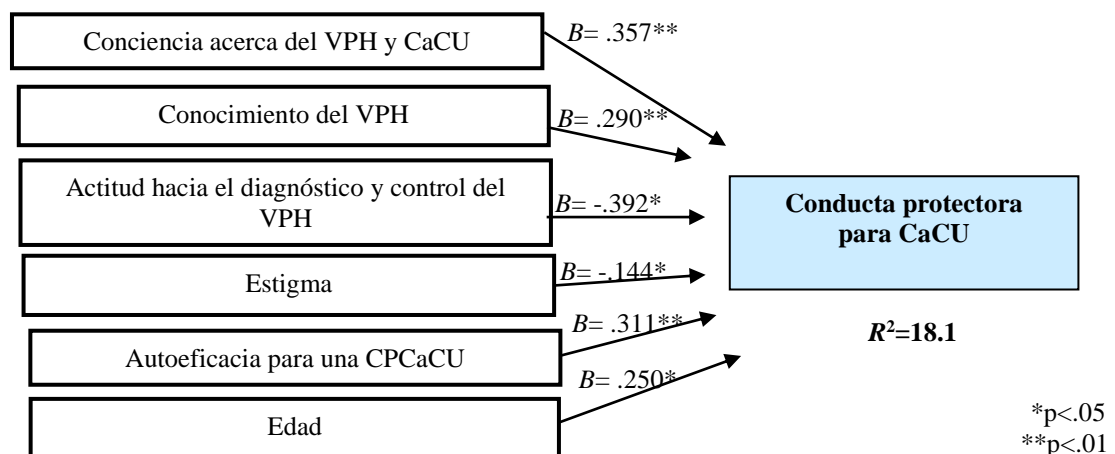 Conciencia acerca del VPH y CaCU
B= .357**
Conocimiento del VPH
B= .290**
Actitud hacia el diagnóstico y control del
VPH
B= -.392*
Conducta protectora
para CaCU
Estigma
B= -.144*
Autoeficacia para una CPCaCU
B= .311**
R²=18.1
Edad
B= .250*
*p<.05
**p<.01